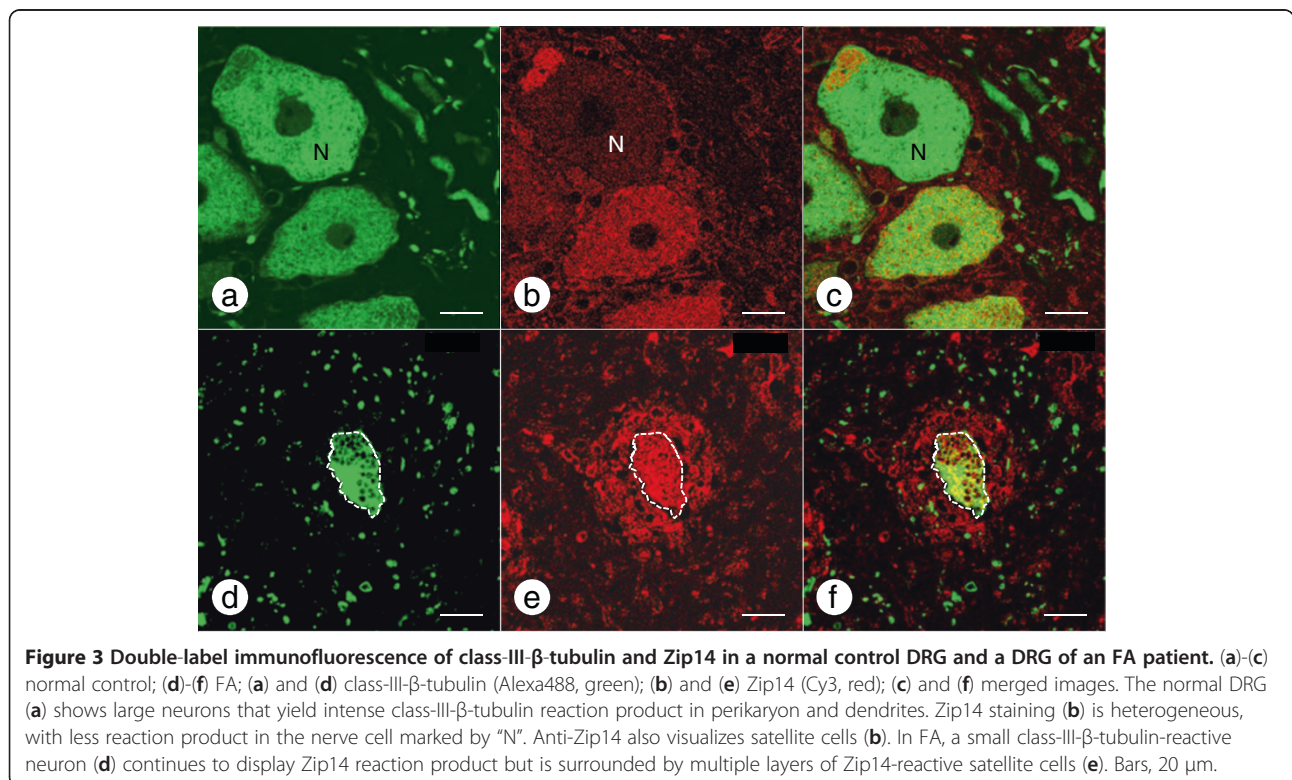 N
N
N
a
b
c
d
e
f
Figure 3 Double-label immunofluorescence of class-III-β-tubulin and Zip14 in a normal control DRG and a DRG of an FA patient. (a)-(c)
normal control; (d)-(f) FA; (a) and (d) class-III-β-tubulin (Alexa488, green); (b) and (e) Zip14 (Cy3, red); (c) and (f) merged images. The normal DRG
(a) shows large neurons that yield intense class-III-β-tubulin reaction product in perikaryon and dendrites. Zip14 staining (b) is heterogeneous,
with less reaction product in the nerve cell marked by “N”. Anti-Zip14 also visualizes satellite cells (b). In FA, a small class-III-β-tubulin-reactive
neuron (d) continues to display Zip14 reaction product but is surrounded by multiple layers of Zip14-reactive satellite cells (e). Bars, 20 μm.